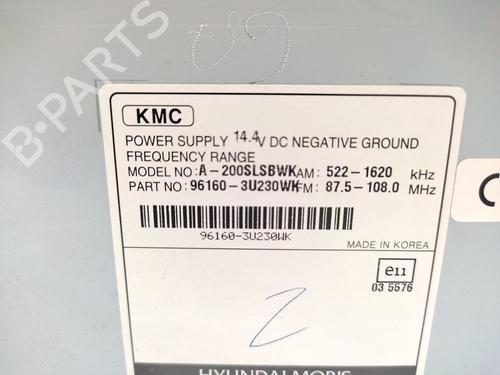 B-PARTS
KMC
POWER SUPPLY 14.4V DC NEGATIVE GROUND
FREQUENCY RANGE
MODEL NO: A-200SLSBWK AM: 522-1620 kHz
PART NO: 96160-3U230WK FM: 87.5-108.0 MHz
96160-3U230WK
MADE IN KOREA
e11
03 5576
2
HYUNDAI MOBIS